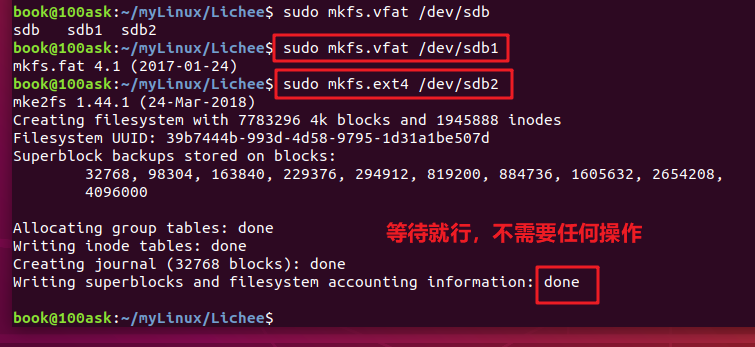 book@100ask:~/myLinux/Lichee$ sudo mkfs.vfat /dev/sdb
sdb   sdb1  sdb2
book@100ask:~/myLinux/Lichee$ sudo mkfs.vfat /dev/sdb1
mkfs.fat 4.1 (2017-01-24)
book@100ask:~/myLinux/Lichee$ sudo mkfs.ext4 /dev/sdb2
mke2fs 1.44.1 (24-Mar-2018)
Creating filesystem with 7783296 4k blocks and 1945888 inodes
Filesystem UUID: 39b7444b-993d-4d58-9795-1d31a1be507d
Superblock backups stored on blocks:
        32768, 98304, 163840, 229376, 294912, 819200, 884736, 1605632, 2654208,
        4096000
Allocating group tables: done
等待就行，不需要任何操作
Writing inode tables: done
Creating journal (32768 blocks): done
Writing superblocks and filesystem accounting information: done
book@100ask:~/myLinux/Lichee$